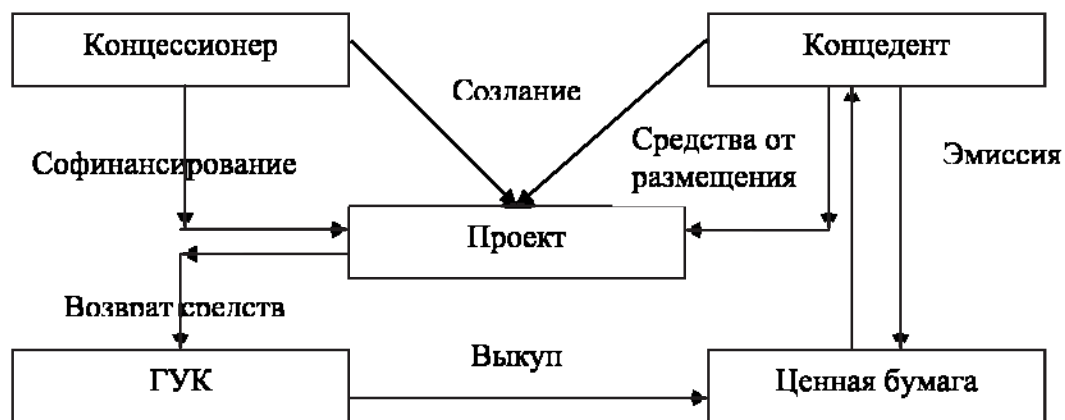 Концессионер
Концедент
Создание
Средства от
размещения
Эмиссия
Софинансирование
Проект
Возврат средств
Выкуп
ГУК
Ценная бумага